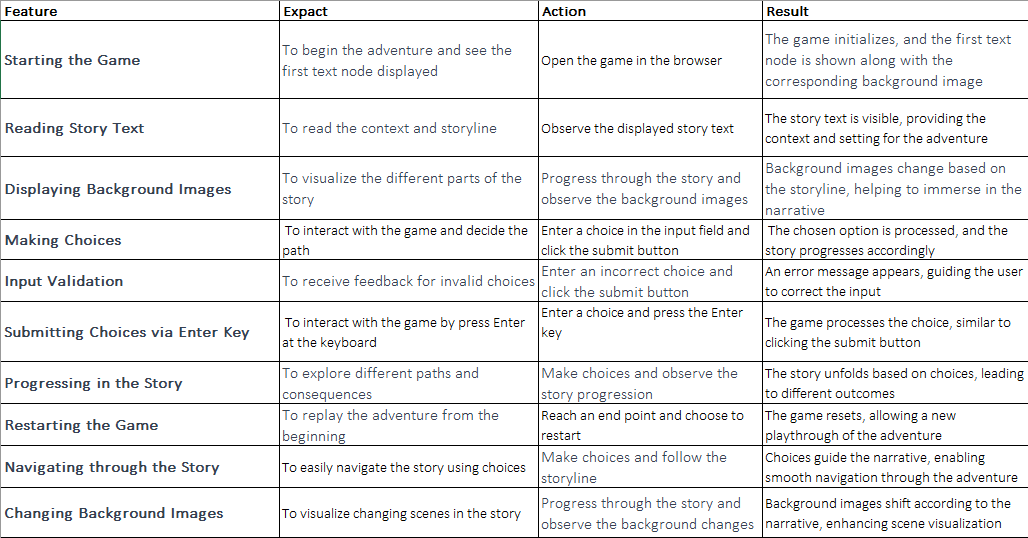 Feature Expact Action Result
Starting the Game
To begin the adventure and see the
first text node displayed
Open the game in the browser
The game initializes, and the first text
node is shown along with the
corresponding background image
Reading Story Text
To read the context and storyline
Observe the displayed story text
The story text is visible, providing the
context and setting for the adventure
Displaying Background Images
To visualize the different parts of the
story
Progress through the story and
observe the background images
Background images change based on
the storyline, helping to immerse in the
narrative
Making Choices
To interact with the game and decide the
path
Enter a choice in the input field and
click the submit button
The chosen option is processed, and the
story progresses accordingly
Input Validation
To receive feedback for invalid choices
Enter an incorrect choice and
click the submit button
An error message appears, guiding the user
to correct the input
Submitting Choices via Enter Key
To interact with the game by press Enter
at the keyboard
Enter a choice and press the Enter
key
The game processes the choice, similar to
clicking the submit button
Progressing in the Story
To explore different paths and
consequences
Make choices and observe the
story progression
The story unfolds based on choices, leading
to different outcomes
Restarting the Game
To replay the adventure from the
beginning
Reach an end point and choose to
restart
The game resets, allowing a new
playthrough of the adventure
Navigating through the Story
To easily navigate the story using choices
Make choices and follow the
storyline
Choices guide the narrative, enabling
smooth navigation through the adventure
Changing Background Images
To visualize changing scenes in the story
Progress through the story and
observe the background changes
Background images shift according to the
narrative, enhancing scene visualization